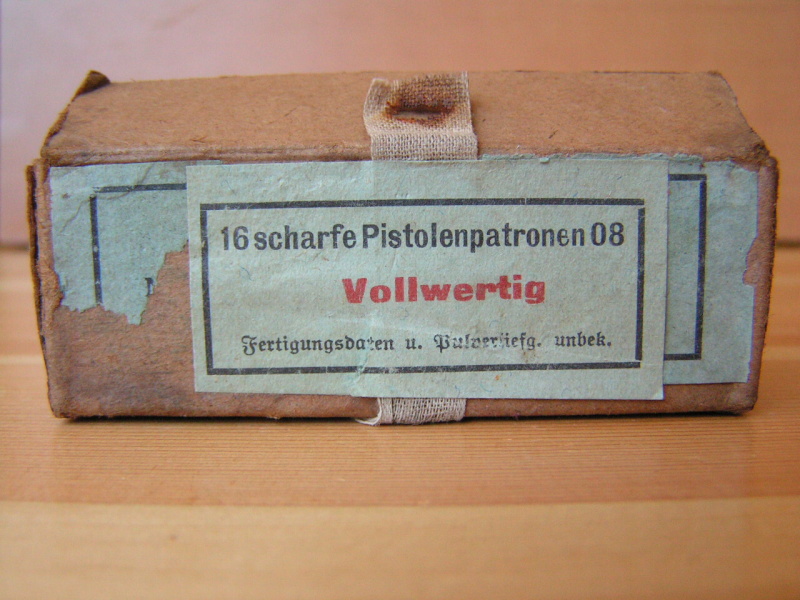 16 scharfe Pistolenpatronen 08
Vollwertig
Fertigungsdaten u. Pulverliefg. unbek.